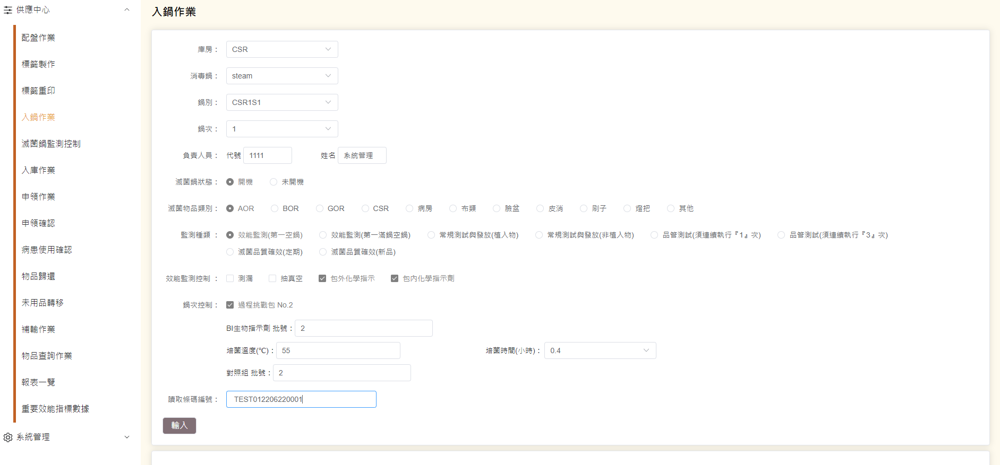 供應中心
配盤作業
標籤製作
標籤重印
入鍋作業
滅菌鍋監測控制
入庫作業
申領作業
申領確認
病患使用確認
物品歸還
未用品轉移
補輸作業
物品查詢作業
報表一覽
重要效能指標數據
系統管理
入鍋作業
庫房： CSR
消毒鍋： steam
鍋別： CSR1S1
鍋次： 1
負責人員： 代號 1111 姓名 系統管理
滅菌鍋狀態： 開機 未開機
滅菌物品類別： AOR BOR GOR CSR 病房 布類 臉盆 皮消 刷子 燈把 其他
監測種類： 效能監測(第一空鍋) 效能監測(第一滿鍋空鍋) 常規測試與發放(植入物) 常規測試與發放(非植入物) 品管測試(須連續執行『1』次) 品管測試(須連續執行『3』次)
滅菌品質確效(定期) 滅菌品質確效(新品)
效能監測控制： 測漏 抽真空 包外化學指示 包內化學指示劑
鍋次控制： 過程挑戰包 No.2
BI生物指示劑 批號： 2
培菌溫度(℃)： 55 培菌時間(小時)： 0.4
對照組 批號： 2
讀取條碼編號： TEST012206220001
輸入